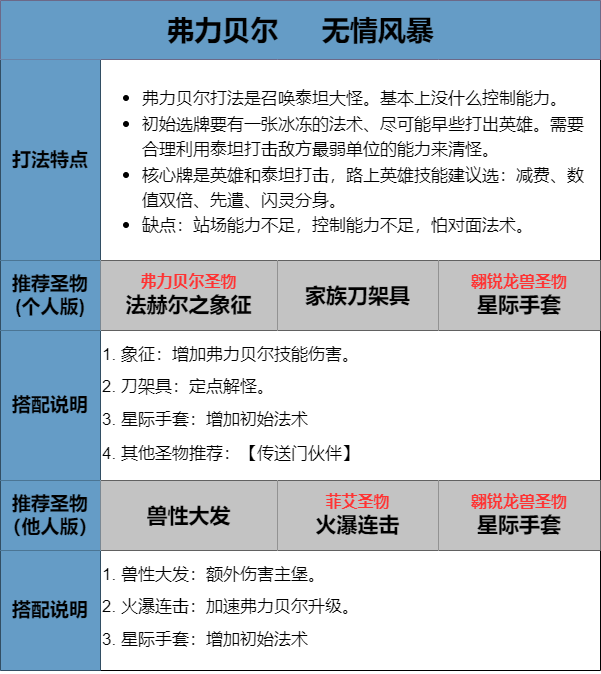 弗力贝尔 无情风暴
打法特点
• 弗力贝尔打法是召唤泰坦大怪。基本上没什么控制能力。
• 初始选牌要有一张冰冻的法术、尽可能早些打出英雄。需要
合理利用泰坦打击敌方最弱单位的能力来清怪。
• 核心牌是英雄和泰坦打击，路上英雄技能建议选：减费、数
值双倍、先遣、闪灵分身。
• 缺点：站场能力不足，控制能力不足，怕对面法术。
推荐圣物
(个人版)
弗力贝尔圣物
法赫尔之象征
家族刀架具
翱锐龙兽圣物
星际手套
搭配说明
1. 象征：增加弗力贝尔技能伤害。
2. 刀架具：定点解怪。
3. 星际手套：增加初始法术
4. 其他圣物推荐：【传送门伙伴】
推荐圣物
（他人版）
兽性大发
菲艾圣物
火瀑连击
翱锐龙兽圣物
星际手套
搭配说明
1. 兽性大发：额外伤害主堡。
2. 火瀑连击：加速弗力贝尔升级。
3. 星际手套：增加初始法术